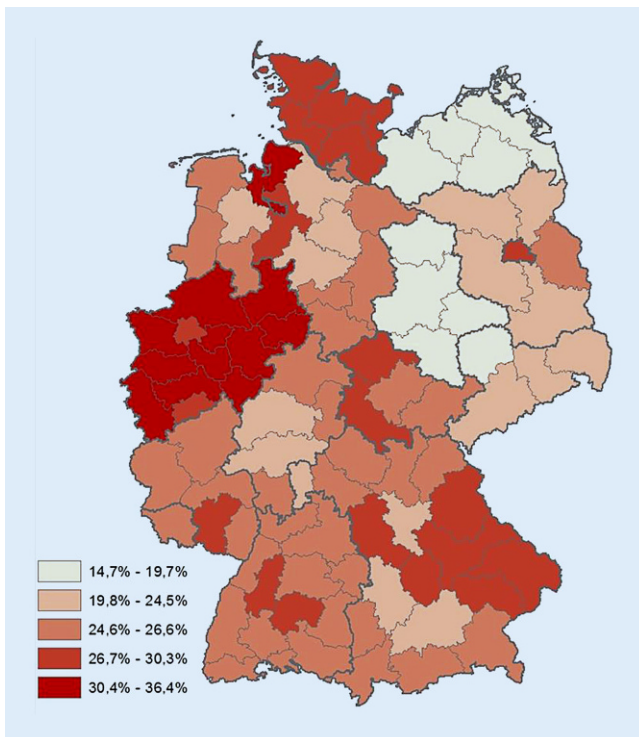 14,7% - 19,7%
19,8% - 24,5%
24,6% - 26,6%
26,7% - 30,3%
30,4% - 36,4%